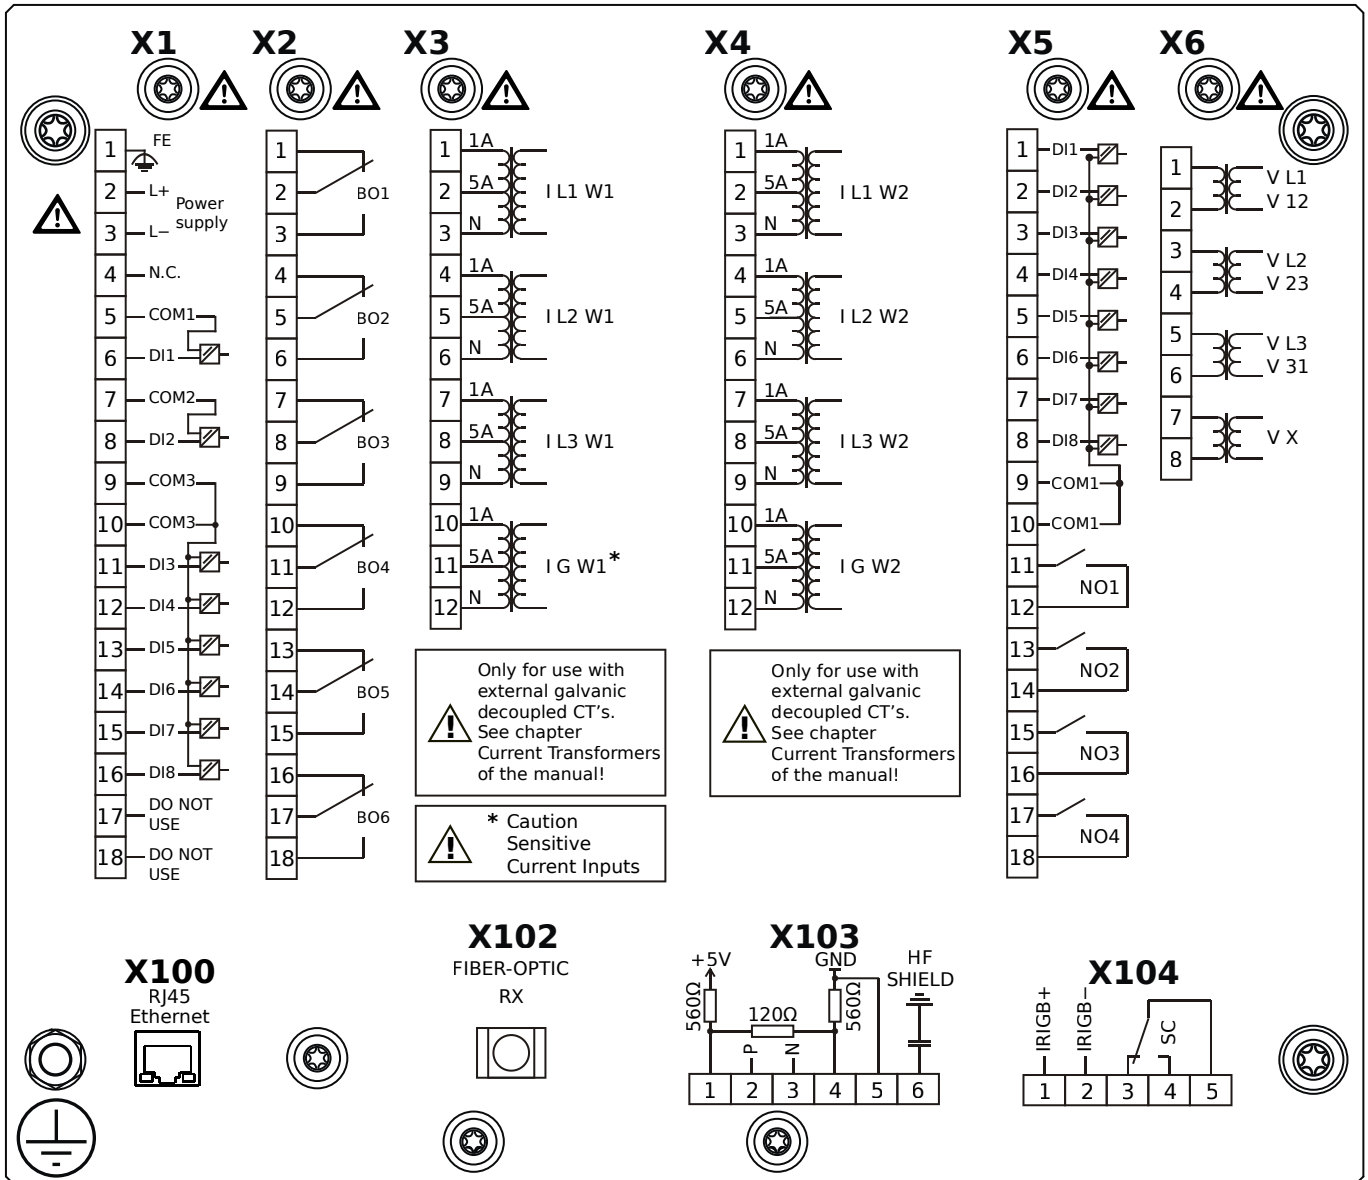 X1 X2 X3 X4 X5 X6
1 FE
2 L+ Power
3 L− supply
4 N.C.
5 COM1
6 DI1
7 COM2
8 DI2
9 COM3
10 COM3
11 DI3
12 DI4
13 DI5
14 DI6
15 DI7
16 DI8
17 DO NOT
USE
18 DO NOT
USE
1
2 BO1
3
4
5 BO2
6
7
8 BO3
9
10
11 BO4
12
13
14 BO5
15
16
17 BO6
18
1 1A
2 5A I L1 W1
3 N
4 1A
5 5A I L2 W1
6 N
7 1A
8 5A I L3 W1
9 N
10 1A
11 5A I G W1*
12 N
Only for use with
external galvanic
decoupled CT's.
See chapter
Current Transformers
of the manual!
* Caution
Sensitive
Current Inputs
1 1A
2 5A I L1 W2
3 N
4 1A
5 5A I L2 W2
6 N
7 1A
8 5A I L3 W2
9 N
10 1A
11 5A I G W2
12 N
Only for use with
external galvanic
decoupled CT's.
See chapter
Current Transformers
of the manual!
1 DI1
2 DI2
3 DI3
4 DI4
5 DI5
6 DI6
7 DI7
8 DI8
9 COM1
10 COM1
11
NO1
12
13
NO2
14
15
NO3
16
17
NO4
18
1 V L1
2 V 12
3 V L2
4 V 23
5 V L3
6 V 31
7
V X
8
X100
RJ45
Ethernet
X102
FIBER-OPTIC
RX
X103
+5V GND HF
SHIELD
560Ω 120Ω 560Ω
P N
1 2 3 4 5 6
X104
IRIGB+ IRIGB− SC
1 2 3 4 5